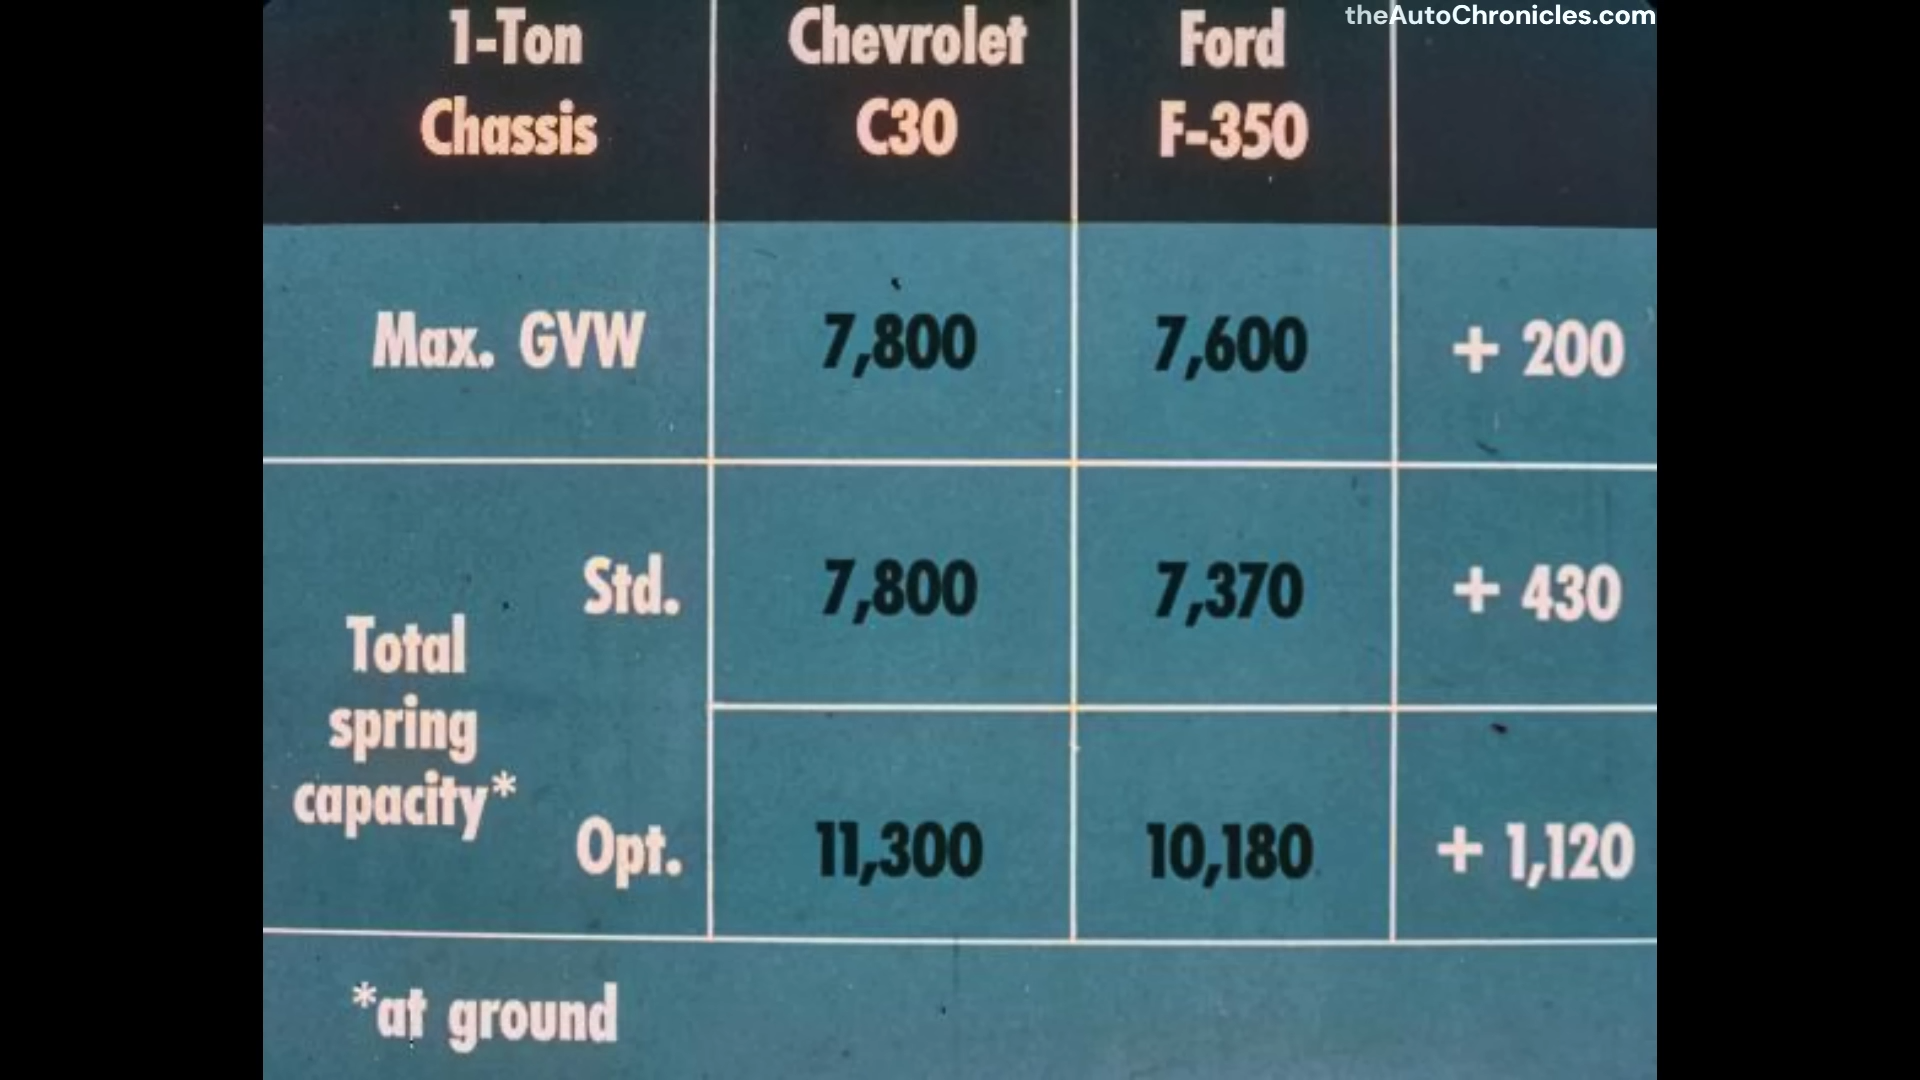 theAutoChronicles.com
1-Ton Chassis Chevrolet C30 Ford F-350
Max. GVW 7,800 7,600 + 200
Total spring capacity*
Std. 7,800 7,370 + 430
Opt. 11,300 10,180 + 1,120
*at ground